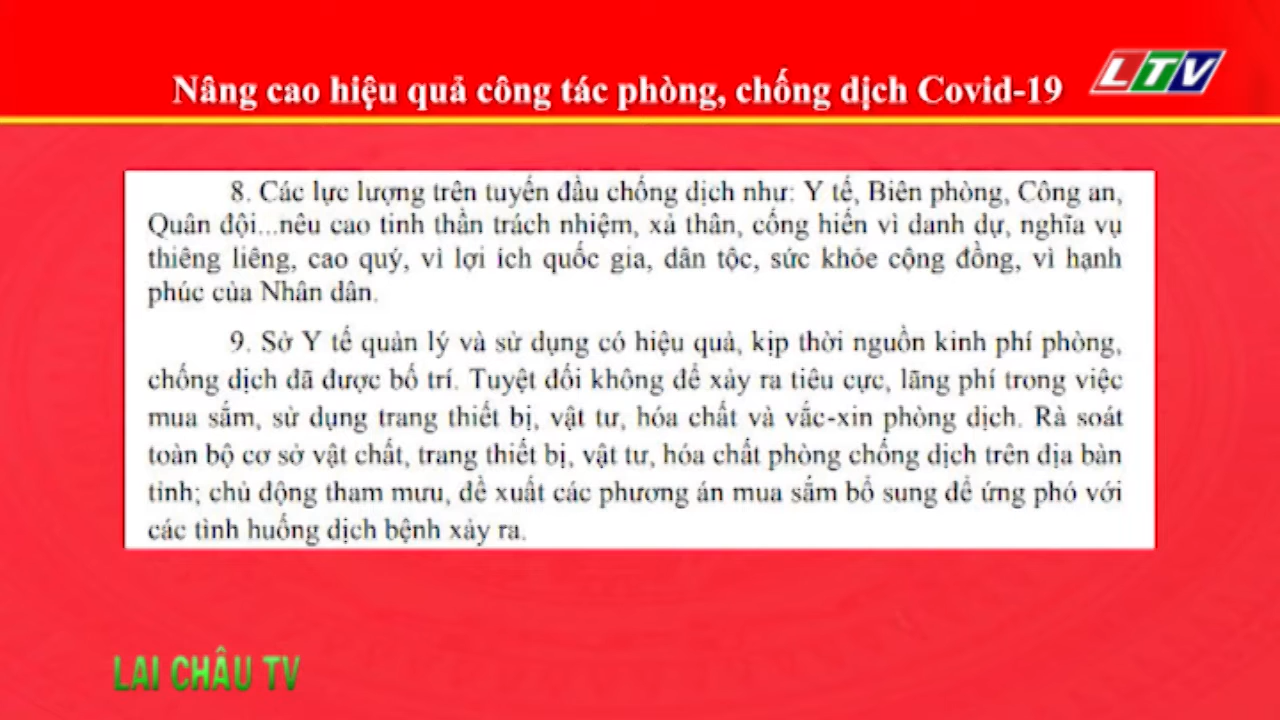 Nâng cao hiệu quả công tác phòng, chống dịch Covid-19
LTV
8. Các lực lượng trên tuyến đầu chống dịch như: Y tế, Biên phòng, Công an,
Quân đội...nêu cao tinh thần trách nhiệm, xả thân, cống hiến vì danh dự, nghĩa vụ
thiêng liêng, cao quý, vì lợi ích quốc gia, dân tộc, sức khỏe cộng đồng, vì hạnh
phúc của Nhân dân.
9. Sở Y tế quản lý và sử dụng có hiệu quả, kịp thời nguồn kinh phí phòng,
chống dịch đã được bố trí. Tuyệt đối không để xảy ra tiêu cực, lãng phí trong việc
mua sắm, sử dụng trang thiết bị, vật tư, hóa chất và vắc-xin phòng dịch. Rà soát
toàn bộ cơ sở vật chất, trang thiết bị, vật tư, hóa chất phòng chống dịch trên địa bàn
tỉnh; chủ động tham mưu, đề xuất các phương án mua sắm bổ sung để ứng phó với
các tình huống dịch bệnh xảy ra.
LAI CHÂU TV